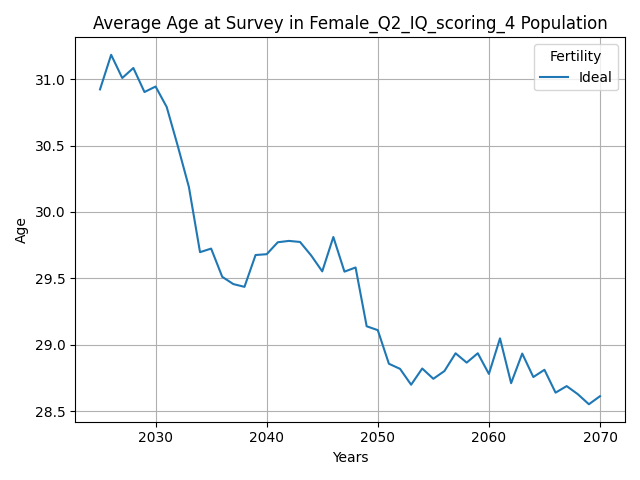 Average Age at Survey in Female_Q2_IQ_scoring_4 Population
Fertility
Ideal
31.0
30.5
30.0
29.5
29.0
28.5
Age
2030
2040
2050
2060
2070
Years